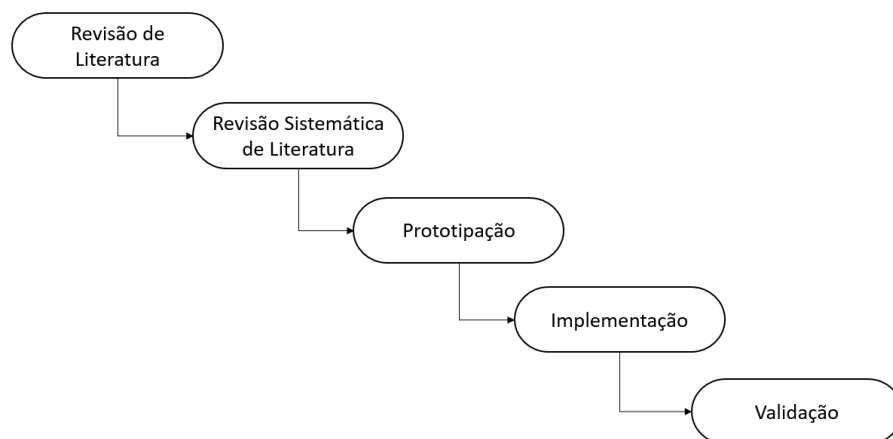 Revisão de
Literatura
Revisão Sistemática
de Literatura
Prototipação
Implementação
Validação